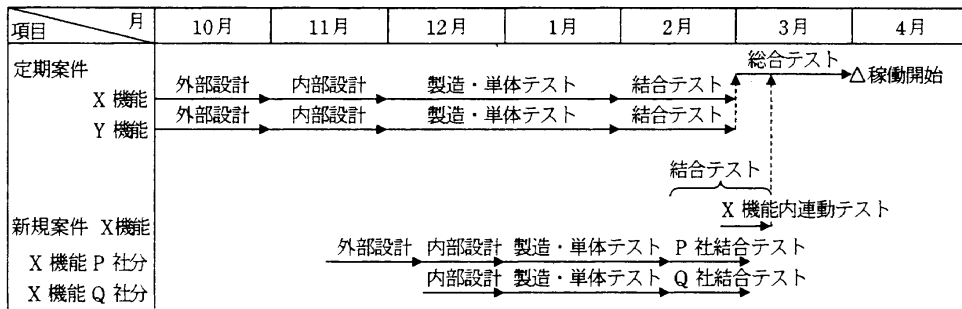 項目 月 10月 11月 12月 1月 2月 3月 4月
定期案件 総合テスト
△稼働開始
X 機能 外部設計 内部設計 製造・単体テスト 結合テスト
Y 機能 外部設計 内部設計 製造・単体テスト 結合テスト
結合テスト
X 機能内連動テスト
新規案件 X機能
X 機能 P 社分 外部設計 内部設計 製造・単体テスト P 社結合テスト
X 機能 Q 社分 内部設計 製造・単体テスト Q 社結合テスト